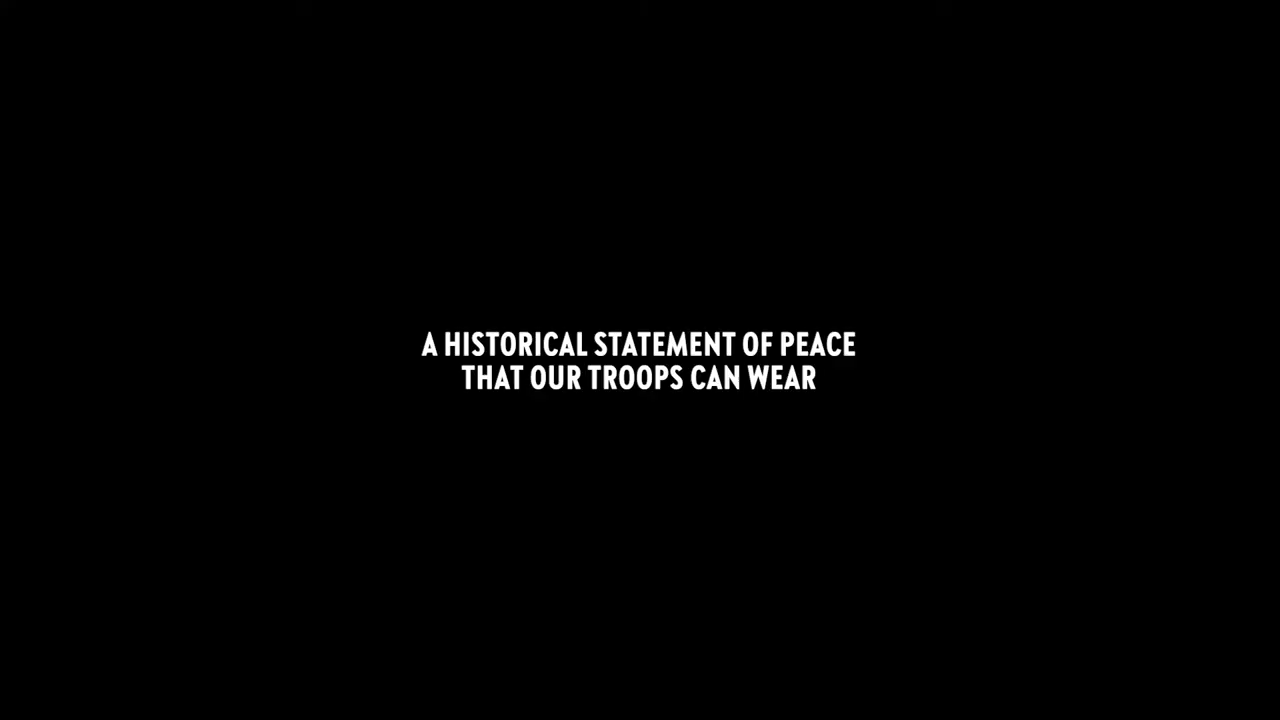 A HISTORICAL STATEMENT OF PEACE
THAT OUR TROOPS CAN WEAR